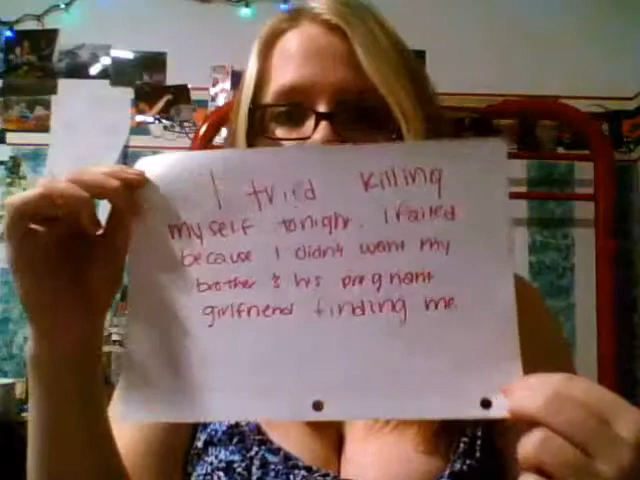 I tried killing
myself tonight. I failed
because I didn't want my
brother & his pregnant
girlfriend finding me.